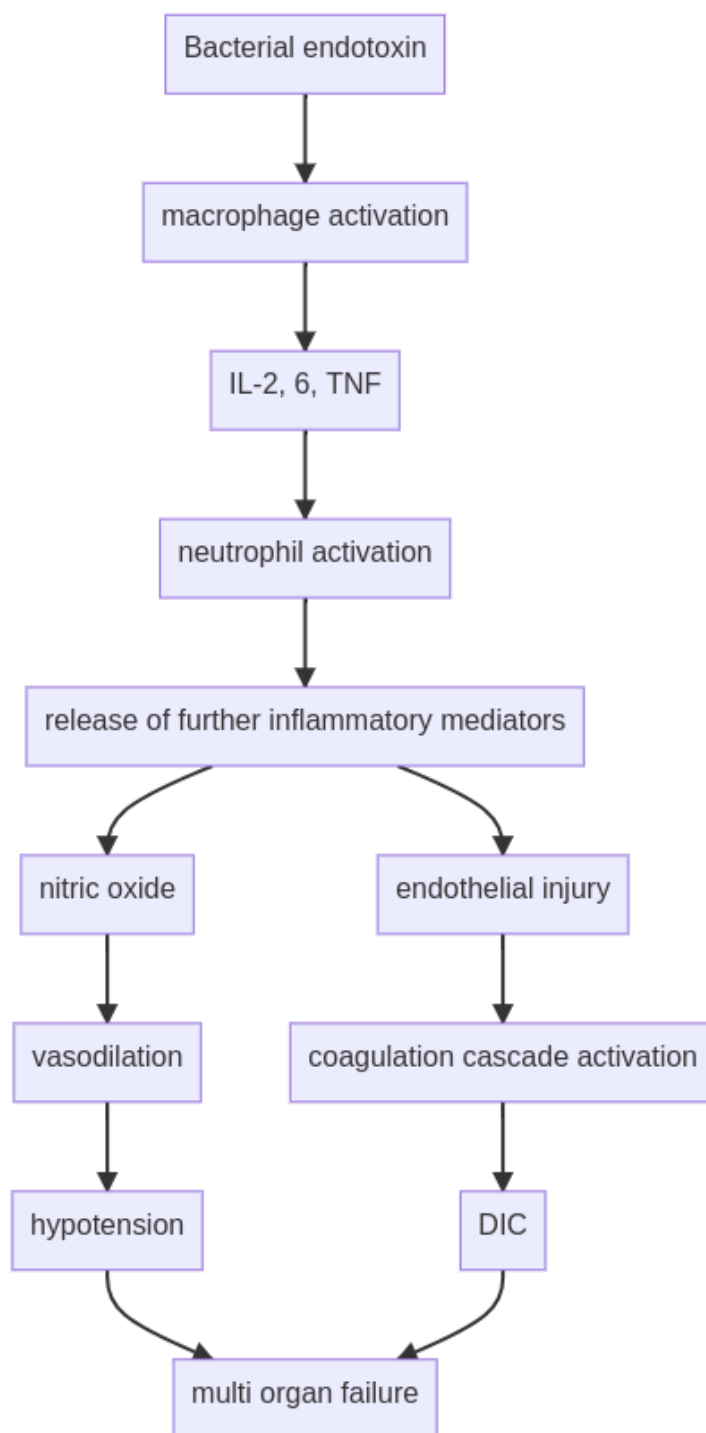 Bacterial endotoxin
macrophage activation
IL-2, 6, TNF
neutrophil activation
release of further inflammatory mediators
nitric oxide
endothelial injury
vasodilation
coagulation cascade activation
hypotension
DIC
multi organ failure